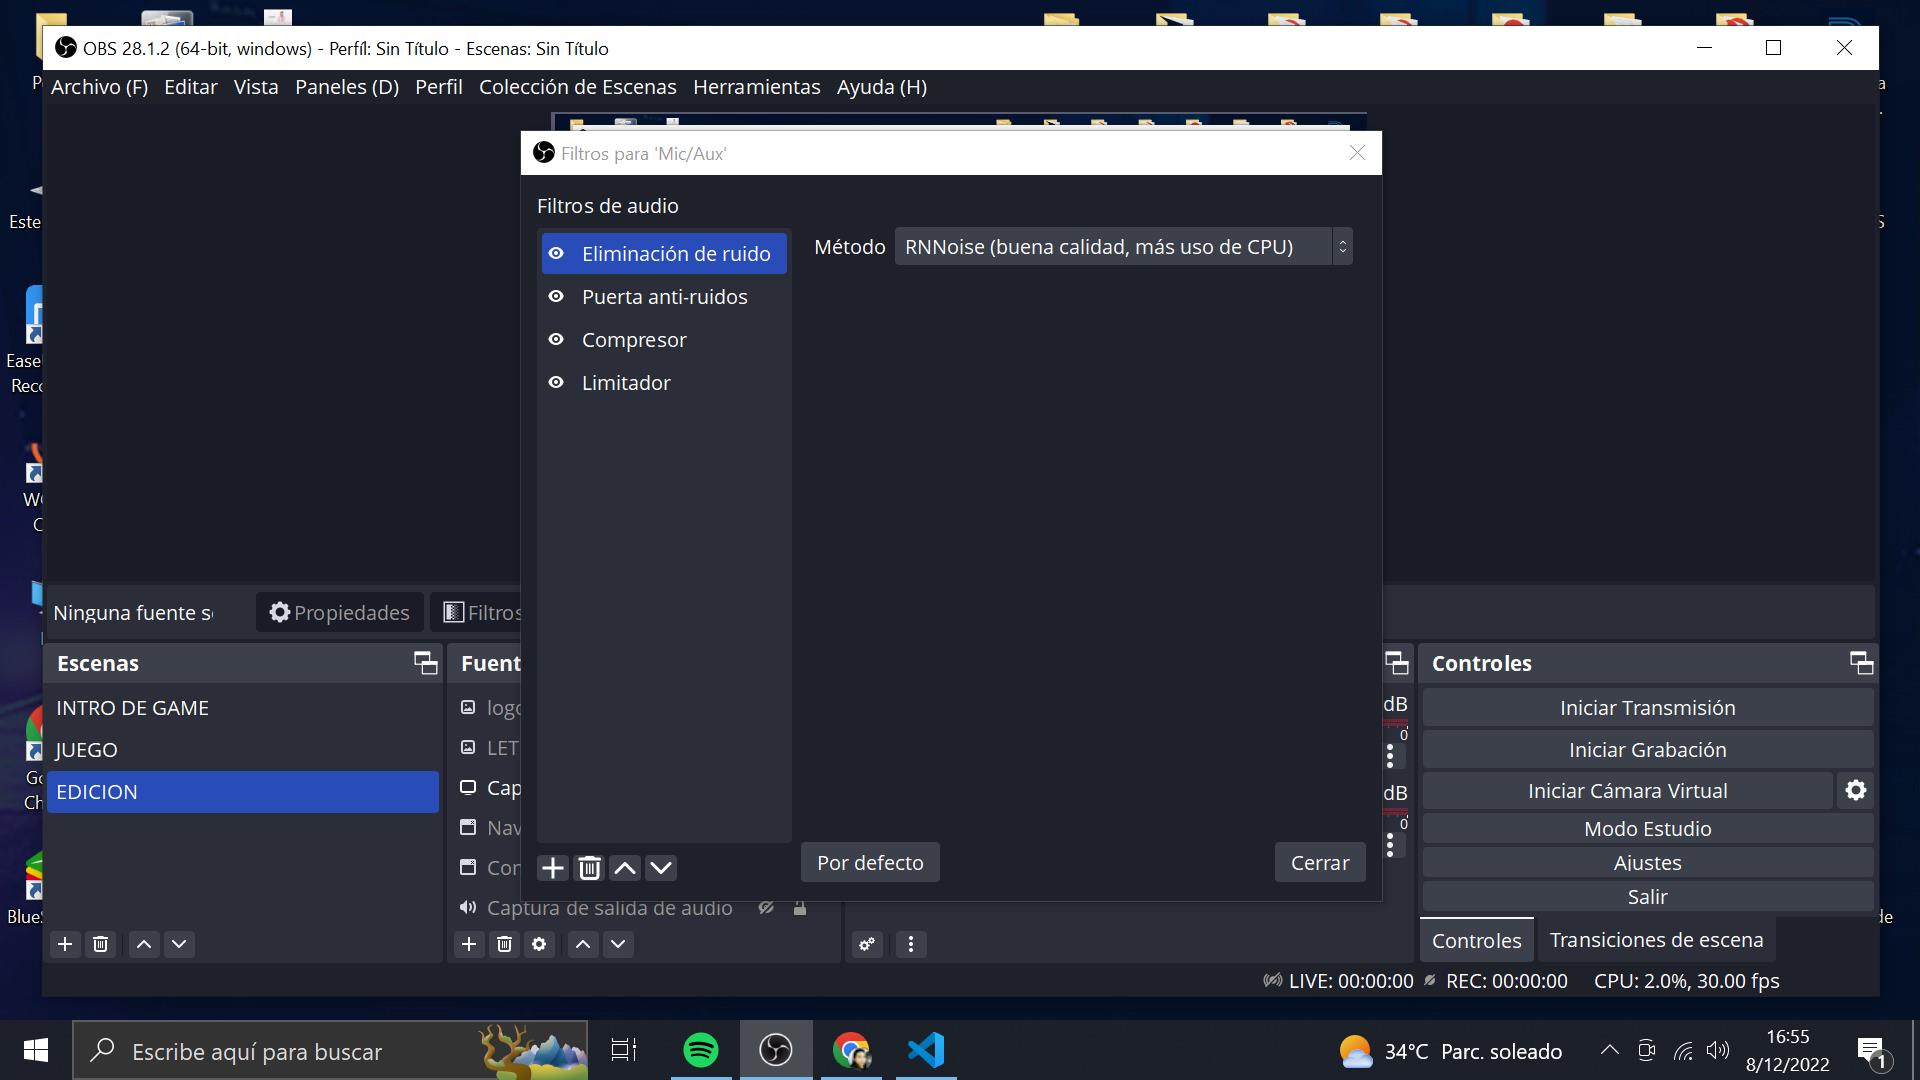 OBS 28.1.2 (64-bit, windows) - Perfíl: Sin Título - Escenas: Sin Título
Archivo (F) Editar Vista Paneles (D) Perfil Colección de Escenas Herramientas Ayuda (H)
Filtros para 'Mic/Aux'
Filtros de audio
Eliminación de ruido
Puerta anti-ruidos
Compresor
Limitador
Método RNNoise (buena calidad, más uso de CPU)
Por defecto
Cerrar
Este
Ease
Reco
Ninguna fuente se
Propiedades
Filtros
Escenas
INTRO DE GAME
JUEGO
EDICION
Fuent
logo
LET
Cap
Nav
Con
Captura de salida de audio
dB
0
dB
0
Controles
Iniciar Transmisión
Iniciar Grabación
Iniciar Cámara Virtual
Modo Estudio
Ajustes
Salir
Controles Transiciones de escena
LIVE: 00:00:00 REC: 00:00:00 CPU: 2.0%, 30.00 fps
Go
Ch
BlueS
de
Escribe aquí para buscar
34°C Parc. soleado
16:55
8/12/2022
1